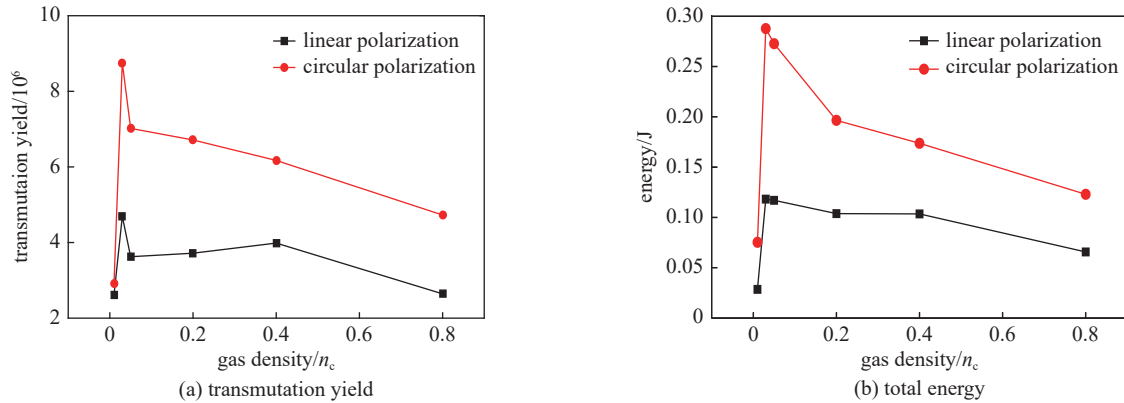 10
8
6
4
2
transmutaion yield/10⁶
linear polarization
circular polarization
0
0.2
0.4
0.6
0.8
gas density/n_c
(a) transmutation yield
0.30
0.25
0.20
0.15
0.10
0.05
0
energy/J
linear polarization
circular polarization
0
0.2
0.4
0.6
0.8
gas density/n_c
(b) total energy